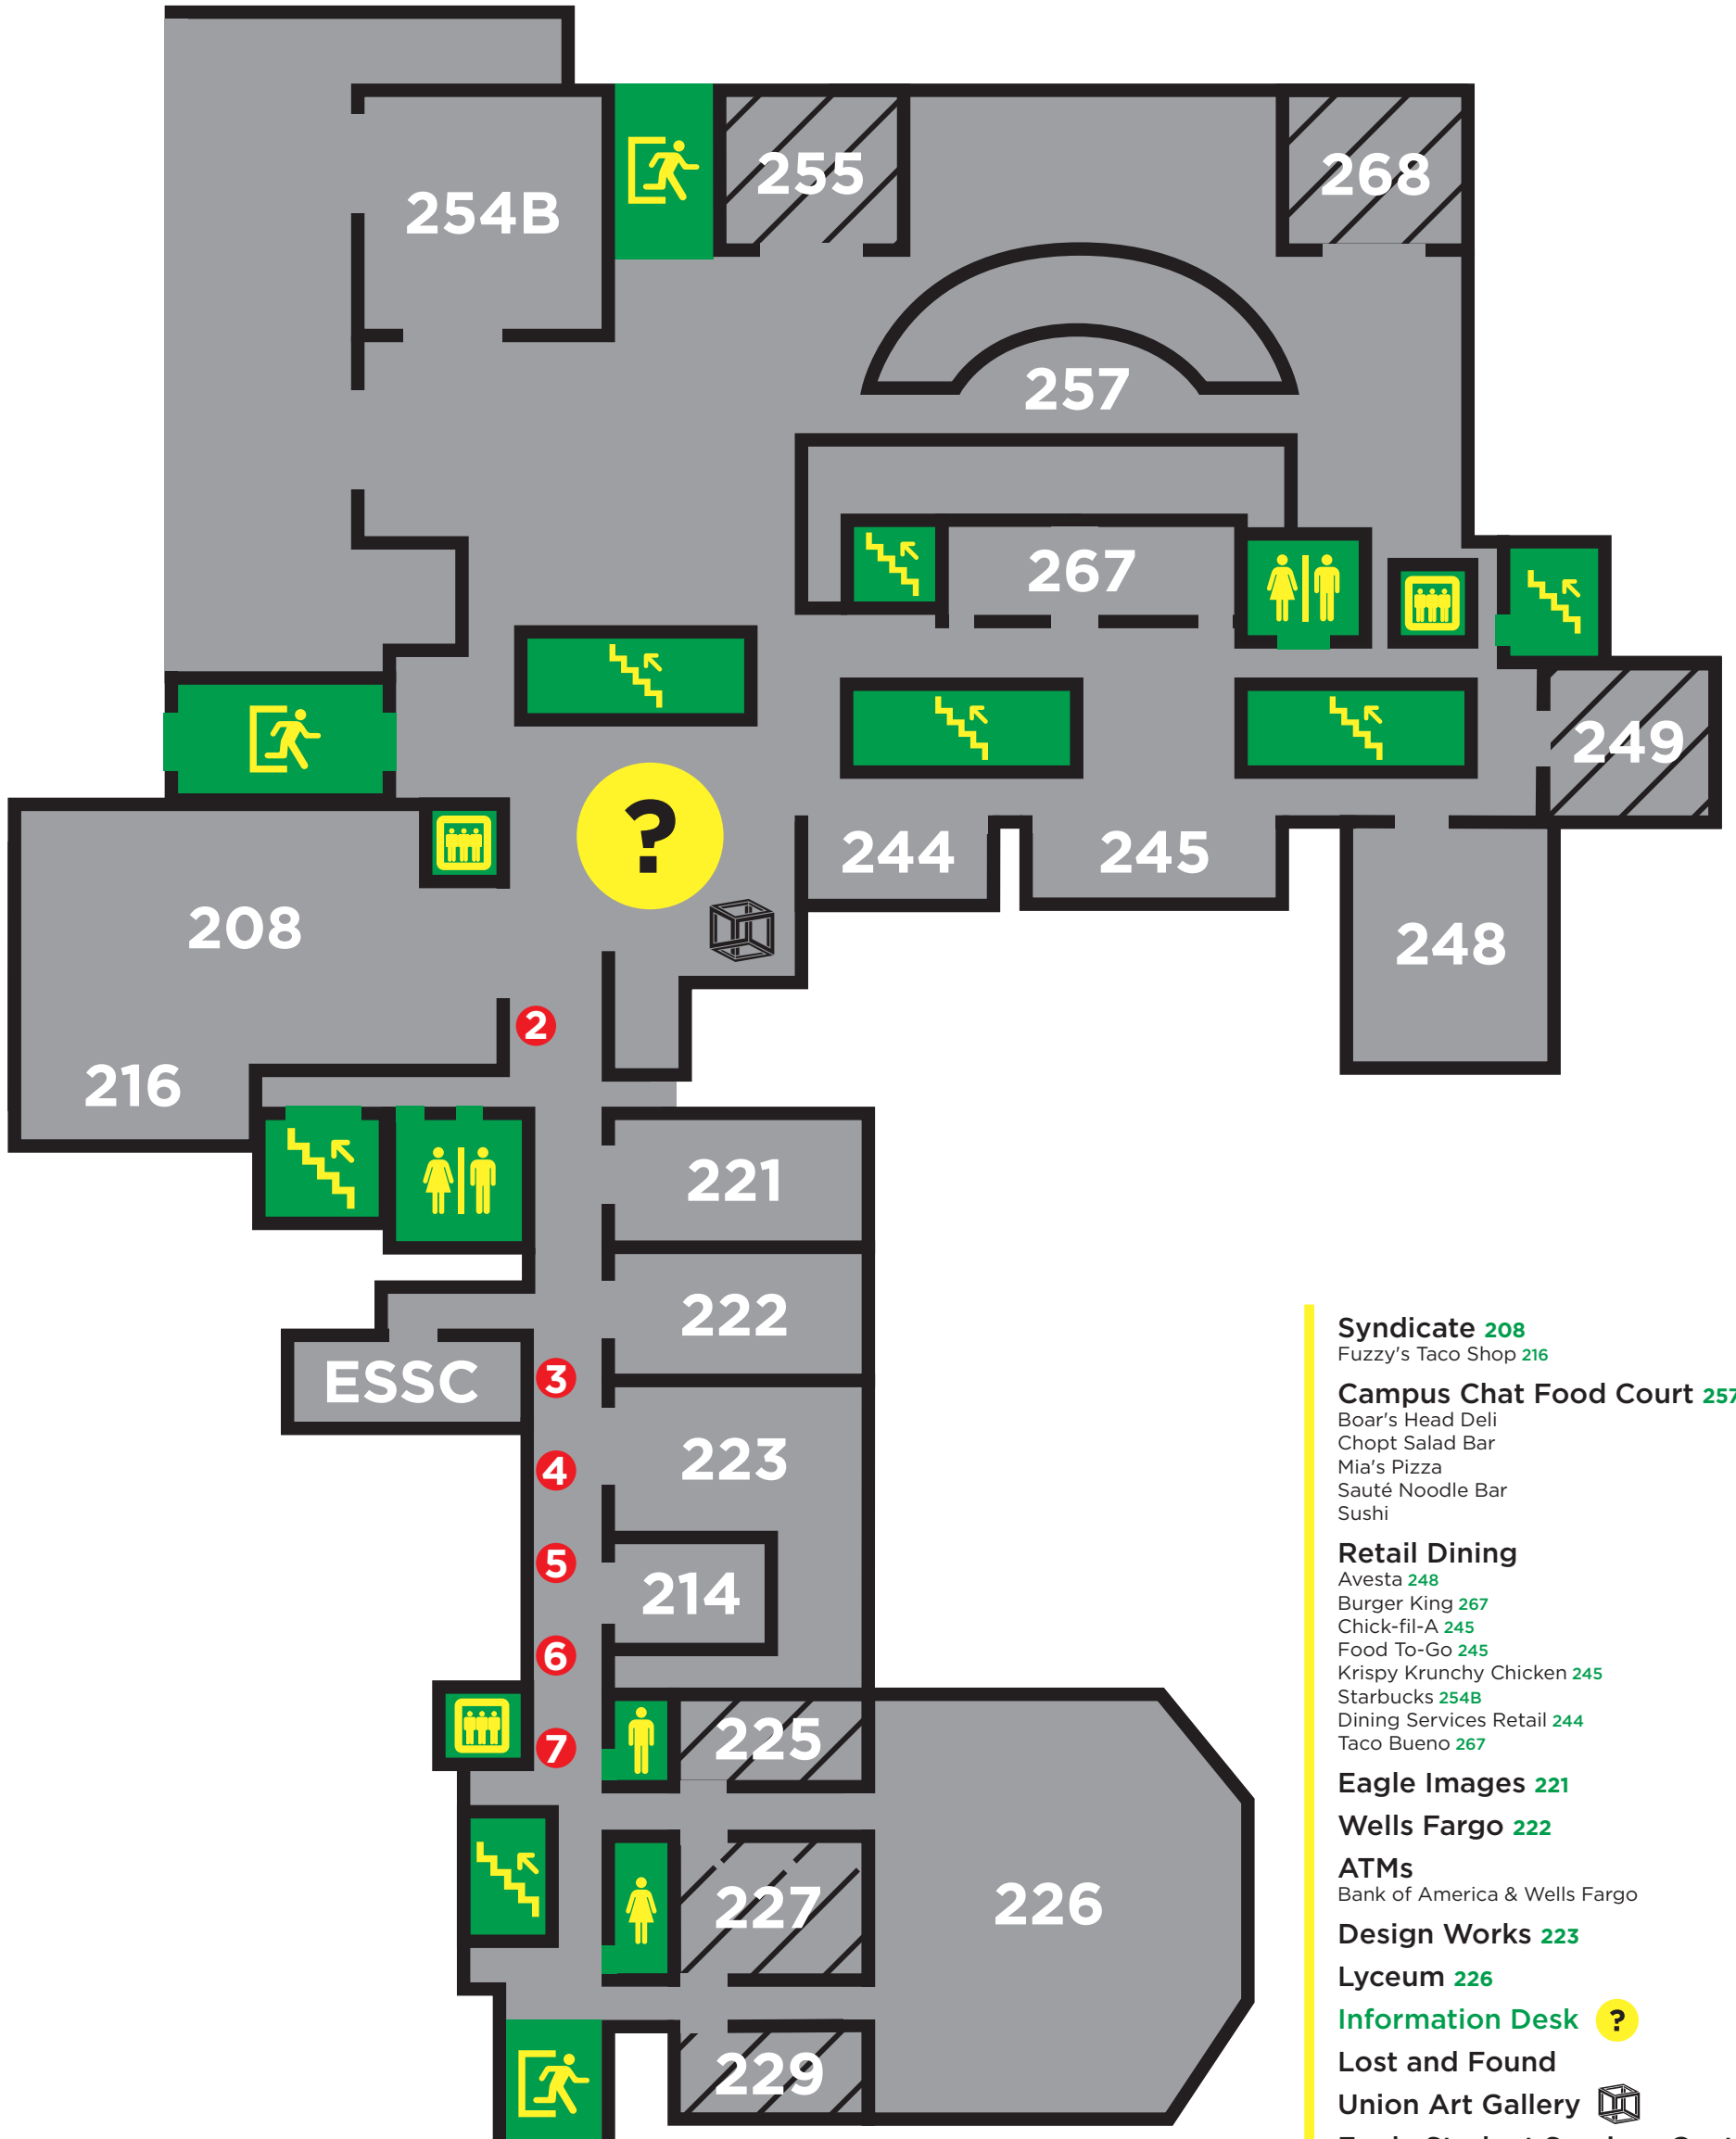 255
268
254B
257
267
249
?
244
245
208
248
2
216
221
222
3
ESSC
4
223
5
214
6
225
7
227
226
229
Syndicate 208
Fuzzy's Taco Shop 216
Campus Chat Food Court 257
Boar's Head Deli
Chopt Salad Bar
Mia's Pizza
Sauté Noodle Bar
Sushi
Retail Dining
Avesta 248
Burger King 267
Chick-fil-A 245
Food To-Go 245
Krispy Krunchy Chicken 245
Starbucks 254B
Dining Services Retail 244
Taco Bueno 267
Eagle Images 221
Wells Fargo 222
ATMs
Bank of America & Wells Fargo
Design Works 223
Lyceum 226
Information Desk ?
Lost and Found
Union Art Gallery